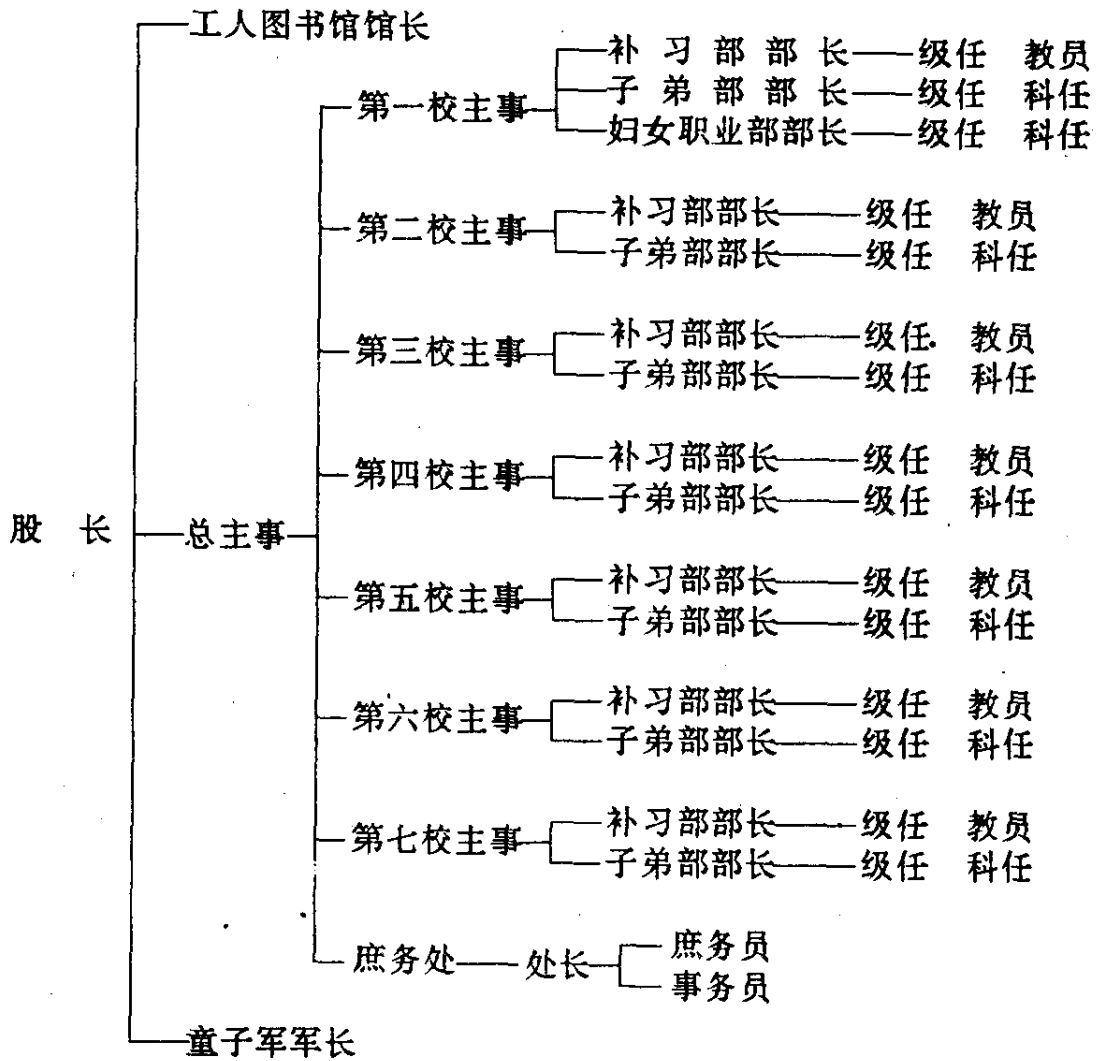 工人图书馆馆长
补习部部长——级任 教员
第一校主事 子弟部部长——级任 科任
妇女职业部部长——级任 科任
第二校主事 补习部部长——级任 教员
子弟部部长——级任 科任
第三校主事 补习部部长——级任 教员
子弟部部长——级任 科任
第四校主事 补习部部长——级任 教员
子弟部部长——级任 科任
股长 总主事
第五校主事 补习部部长——级任 教员
子弟部部长——级任 科任
第六校主事 补习部部长——级任 教员
子弟部部长——级任 科任
第七校主事 补习部部长——级任 教员
子弟部部长——级任 科任
庶务处——处长 庶务员
事务员
童子军军长